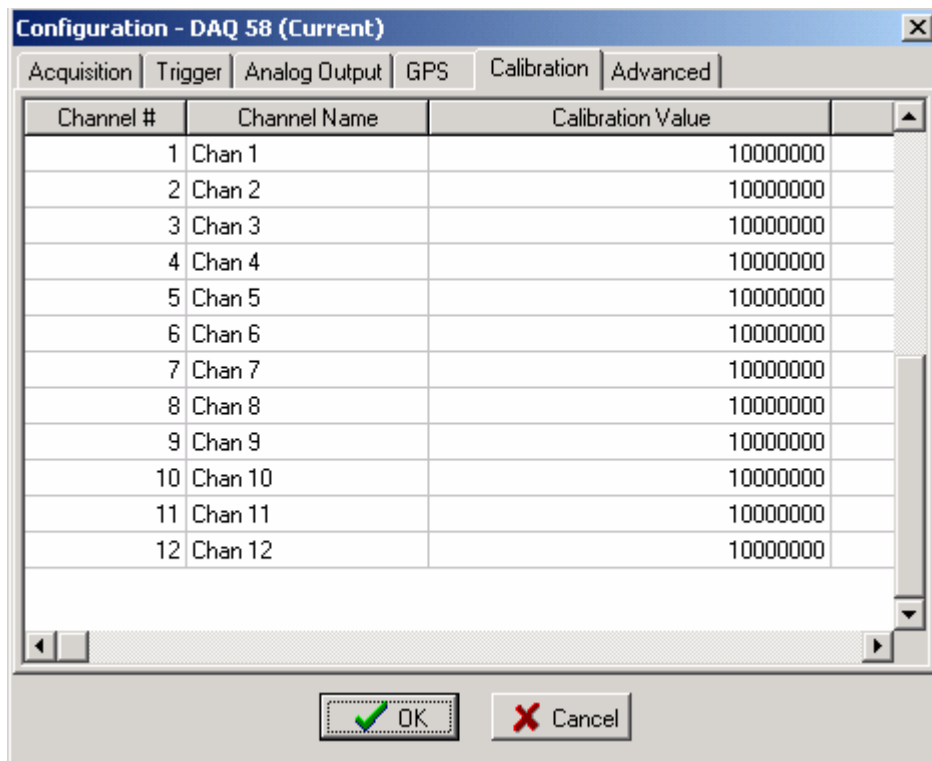 Configuration - DAQ 58 (Current)
Acquisition Trigger Analog Output GPS Calibration Advanced
Channel # Channel Name Calibration Value
1 Chan 1 10000000
2 Chan 2 10000000
3 Chan 3 10000000
4 Chan 4 10000000
5 Chan 5 10000000
6 Chan 6 10000000
7 Chan 7 10000000
8 Chan 8 10000000
9 Chan 9 10000000
10 Chan 10 10000000
11 Chan 11 10000000
12 Chan 12 10000000
OK Cancel